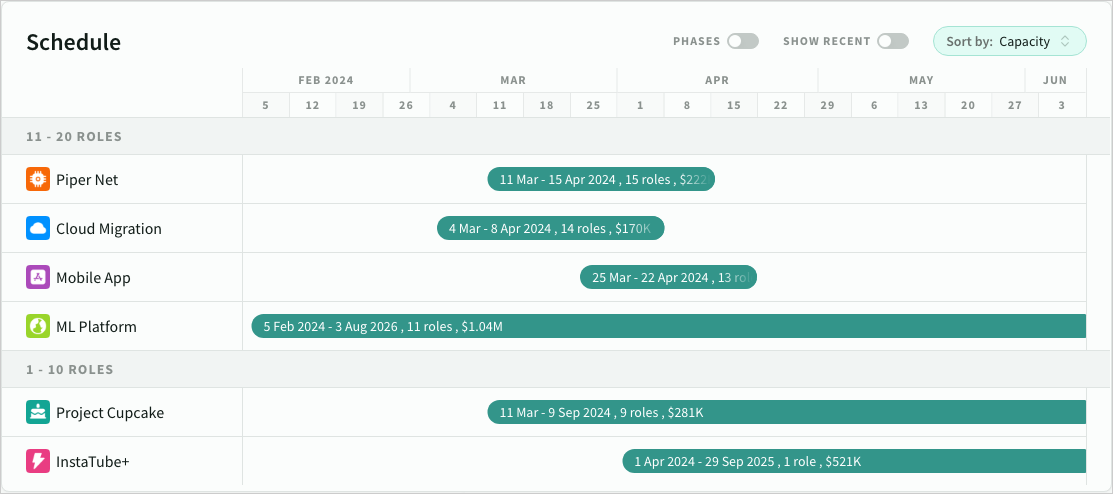 Schedule
PHASES SHOW RECENT Sort by: Capacity
FEB 2024 MAR APR MAY JUN
5 12 19 26 4 11 18 25 1 8 15 22 29 6 13 20 27 3
11 - 20 ROLES
Piper Net 11 Mar - 15 Apr 2024 , 15 roles , $222
Cloud Migration 4 Mar - 8 Apr 2024 , 14 roles , $170K
Mobile App 25 Mar - 22 Apr 2024 , 13 rol
ML Platform 5 Feb 2024 - 3 Aug 2026 , 11 roles , $1.04M
1 - 10 ROLES
Project Cupcake 11 Mar - 9 Sep 2024 , 9 roles , $281K
InstaTube+ 1 Apr 2024 - 29 Sep 2025 , 1 role , $521K